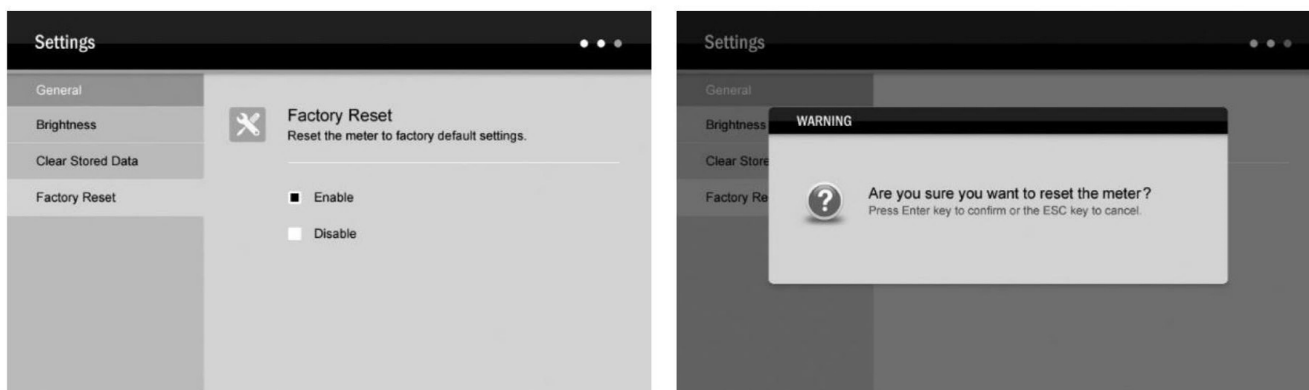 Settings
General
Brightness
Clear Stored Data
Factory Reset
Factory Reset
Reset the meter to factory default settings.
Enable
Disable
Settings
General
Brightness
Clear Store
Factory Re
WARNING
Are you sure you want to reset the meter?
Press Enter key to confirm or the ESC key to cancel.